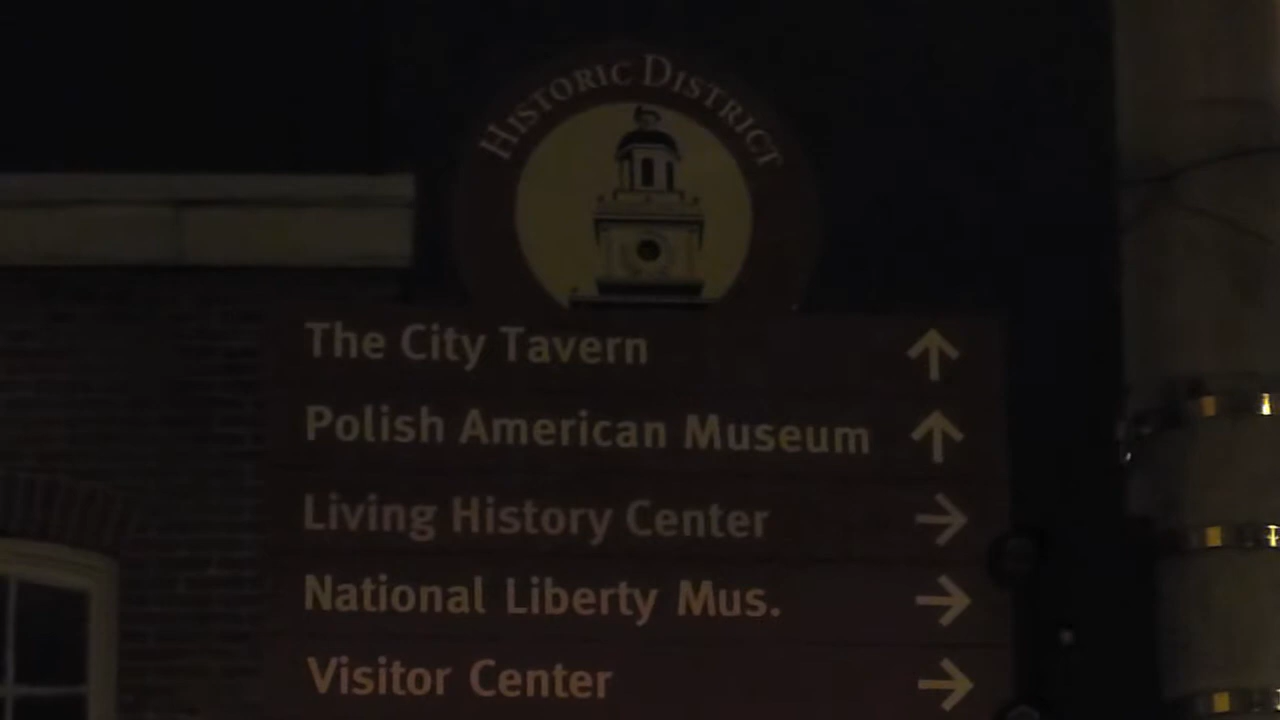 Historic District
The City Tavern
Polish American Museum
Living History Center
National Liberty Mus.
Visitor Center